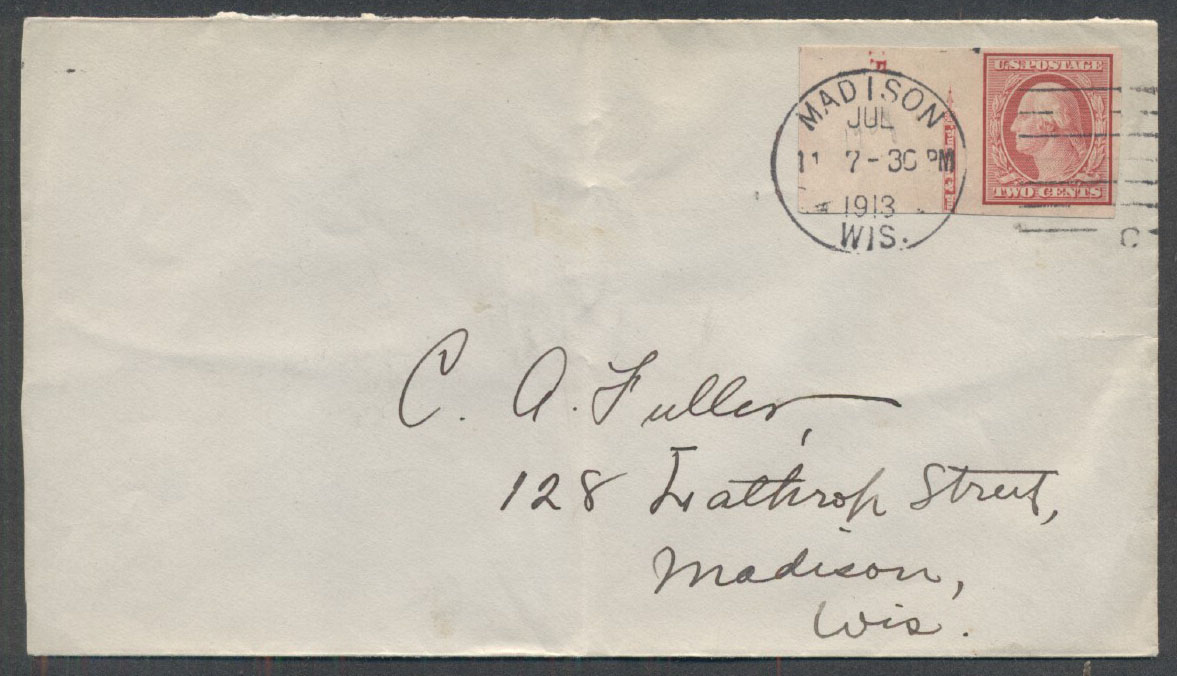 U.S.POSTAGE
TWO CENTS
MADISON
JUL
11 7-30 PM
1913
WIS.
C
C. A. Fuller,
128 Lathrop Street,
Madison,
Wis.